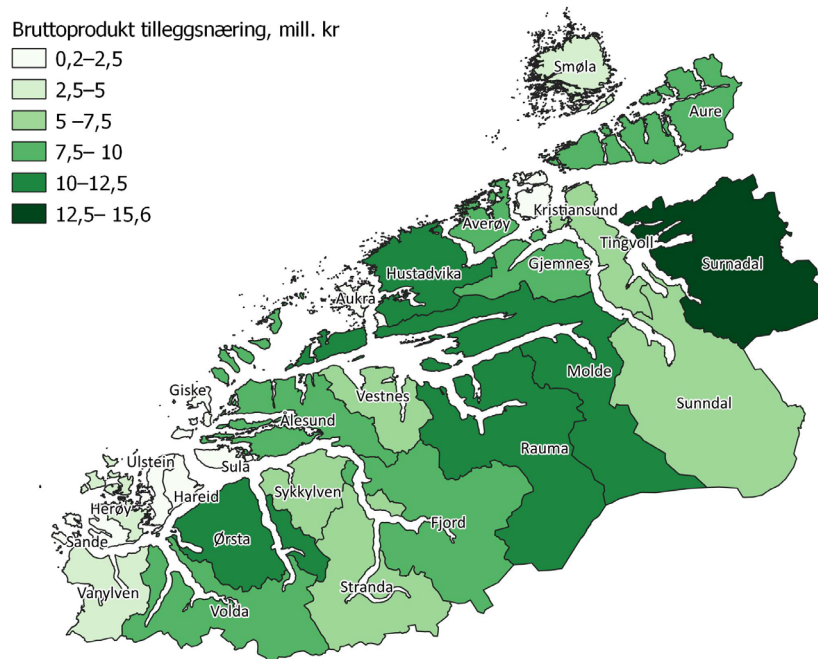 Bruttoprodukt tilleggsnæring, mill. kr
0,2–2,5
2,5–5
5 –7,5
7,5– 10
10–12,5
12,5– 15,6
Smøla
Aure
Kristiansund
Averøy
Tingvoll
Surnadal
Gjemnes
Hustadvika
Aukra
Molde
Giske
Vestnes
Sunndal
Ålesund
Rauma
Ulstein
Sula
Sykkylven
Hareid
Herøy
Fjord
Ørsta
Sande
Stranda
Vanylven
Volda